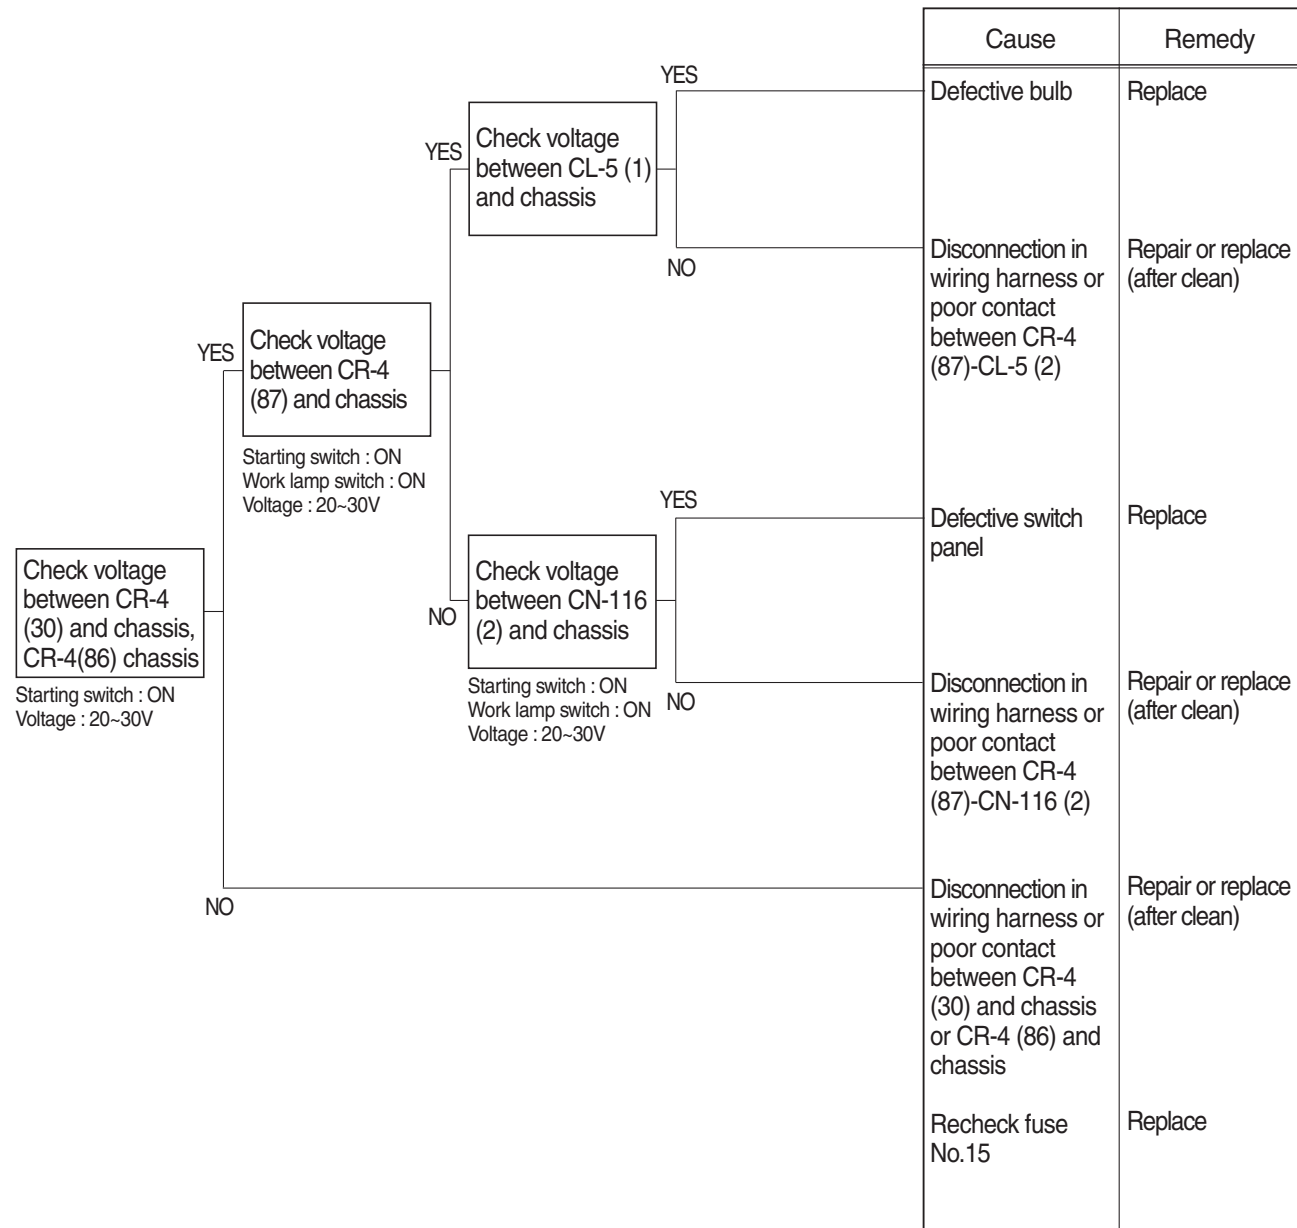 Cause
Remedy
YES
Defective bulb
Replace
YES
Check voltage
between CL-5 (1)
and chassis
NO
Disconnection in
wiring harness or
poor contact
between CR-4
(87)-CL-5 (2)
Repair or replace
(after clean)
YES
Check voltage
between CR-4
(87) and chassis
Starting switch : ON
Work lamp switch : ON
Voltage : 20~30V
YES
Defective switch
panel
Replace
NO
Check voltage
between CN-116
(2) and chassis
Starting switch : ON
Work lamp switch : ON
Voltage : 20~30V
Check voltage
between CR-4
(30) and chassis,
CR-4(86) chassis
Starting switch : ON
Voltage : 20~30V
NO
Disconnection in
wiring harness or
poor contact
between CR-4
(87)-CN-116 (2)
Repair or replace
(after clean)
NO
Disconnection in
wiring harness or
poor contact
between CR-4
(30) and chassis
or CR-4 (86) and
chassis
Repair or replace
(after clean)
Recheck fuse
No.15
Replace